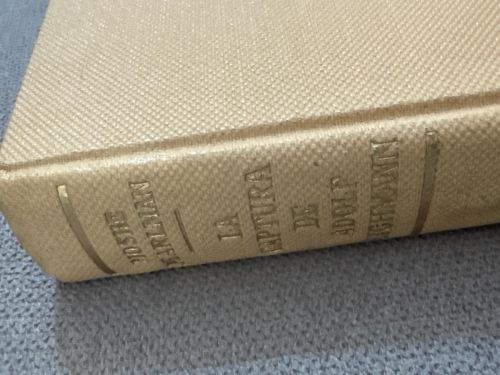 MOSHE
PEARLMAN
LA
CAPTURA
DE
ADOLF
EICHMANN